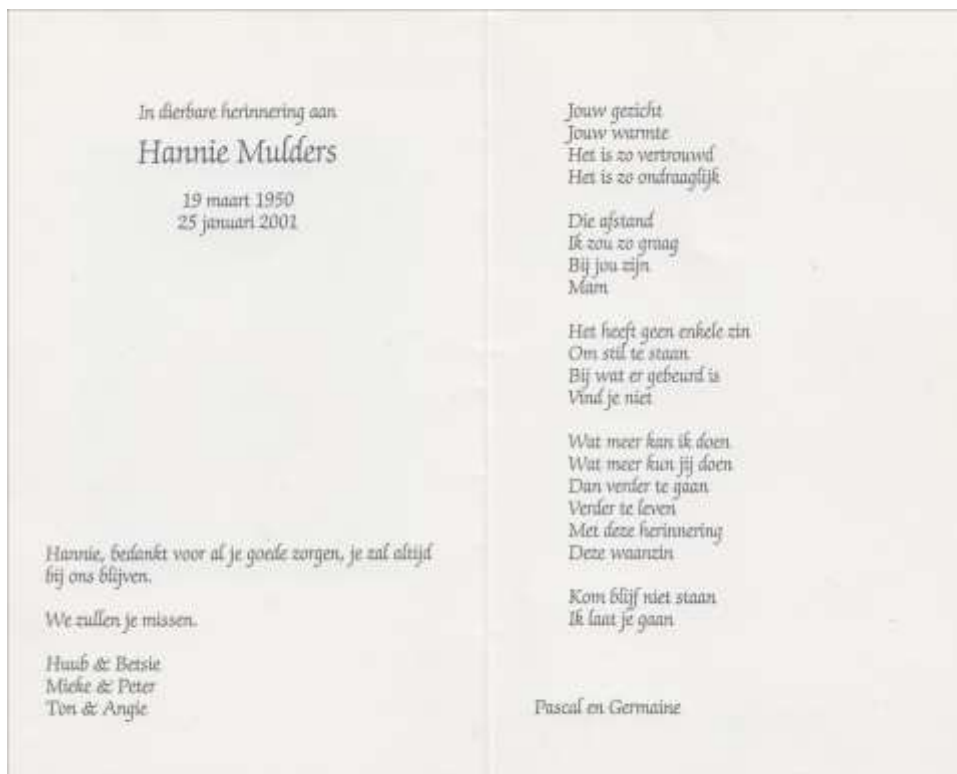 In dierbare herinnering aan
Hannie Mulders
19 maart 1950
25 januari 2001
Hannie, bedankt voor al je goede zorgen, je zal altijd
bij ons blijven.
We zullen je missen.
Huub & Betsie
Mieke & Peter
Ton & Angie
Jouw gezicht
Jouw warmte
Het is zo vertrouwd
Het is zo ondraaglijk
Die afstand
Ik zou zo graag
Bij jou zijn
Mam
Het heeft geen enkele zin
Om stil te staan
Bij wat er gebeurd is
Vind je niet
Wat meer kan ik doen
Wat meer kun jij doen
Dan verder te gaan
Verder te leven
Met deze herinnering
Deze waanzin
Kom blijf niet staan
Ik laat je gaan
Pascal en Germaine